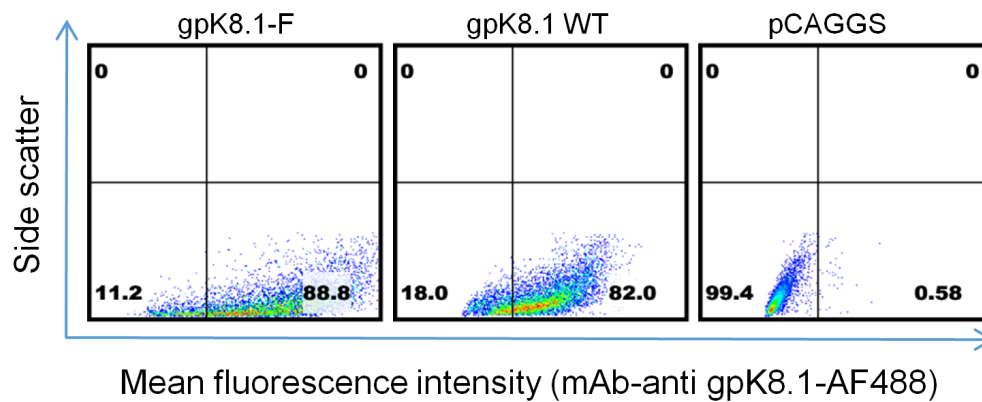 gpK8.1-F
gpK8.1 WT
pCAGGS
0
0
0
0
0
0
Side scatter
11.2
88.8
18.0
82.0
99.4
0.58
Mean fluorescence intensity (mAb-anti gpK8.1-AF488)